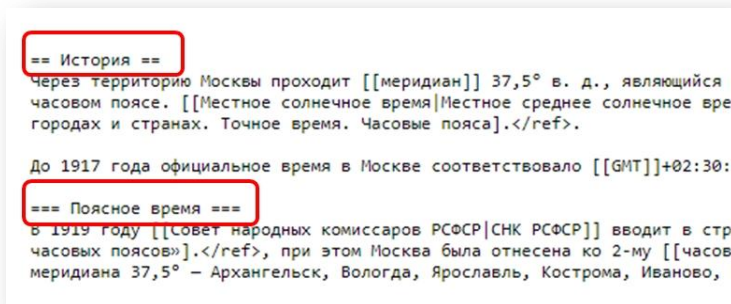 == История ==
Через территорию Москвы проходит [[меридиан]] 37,5° в. д., являющийся
часовом поясе. [[Местное солнечное время|Местное среднее солнечное вре
городах и странах. Точное время. Часовые пояса].</ref>.
До 1917 года официальное время в Москве соответствовало [[GMT]]+02:30:
=== Поясное время ===
В 1919 году [[Совет народных комиссаров РСФСР|СНК РСФСР]] вводит в стр
часовых поясов»].</ref>, при этом Москва была отнесена ко 2-му [[часов
меридиана 37,5° — Архангельск, Вологда, Ярославль, Кострома, Иваново,